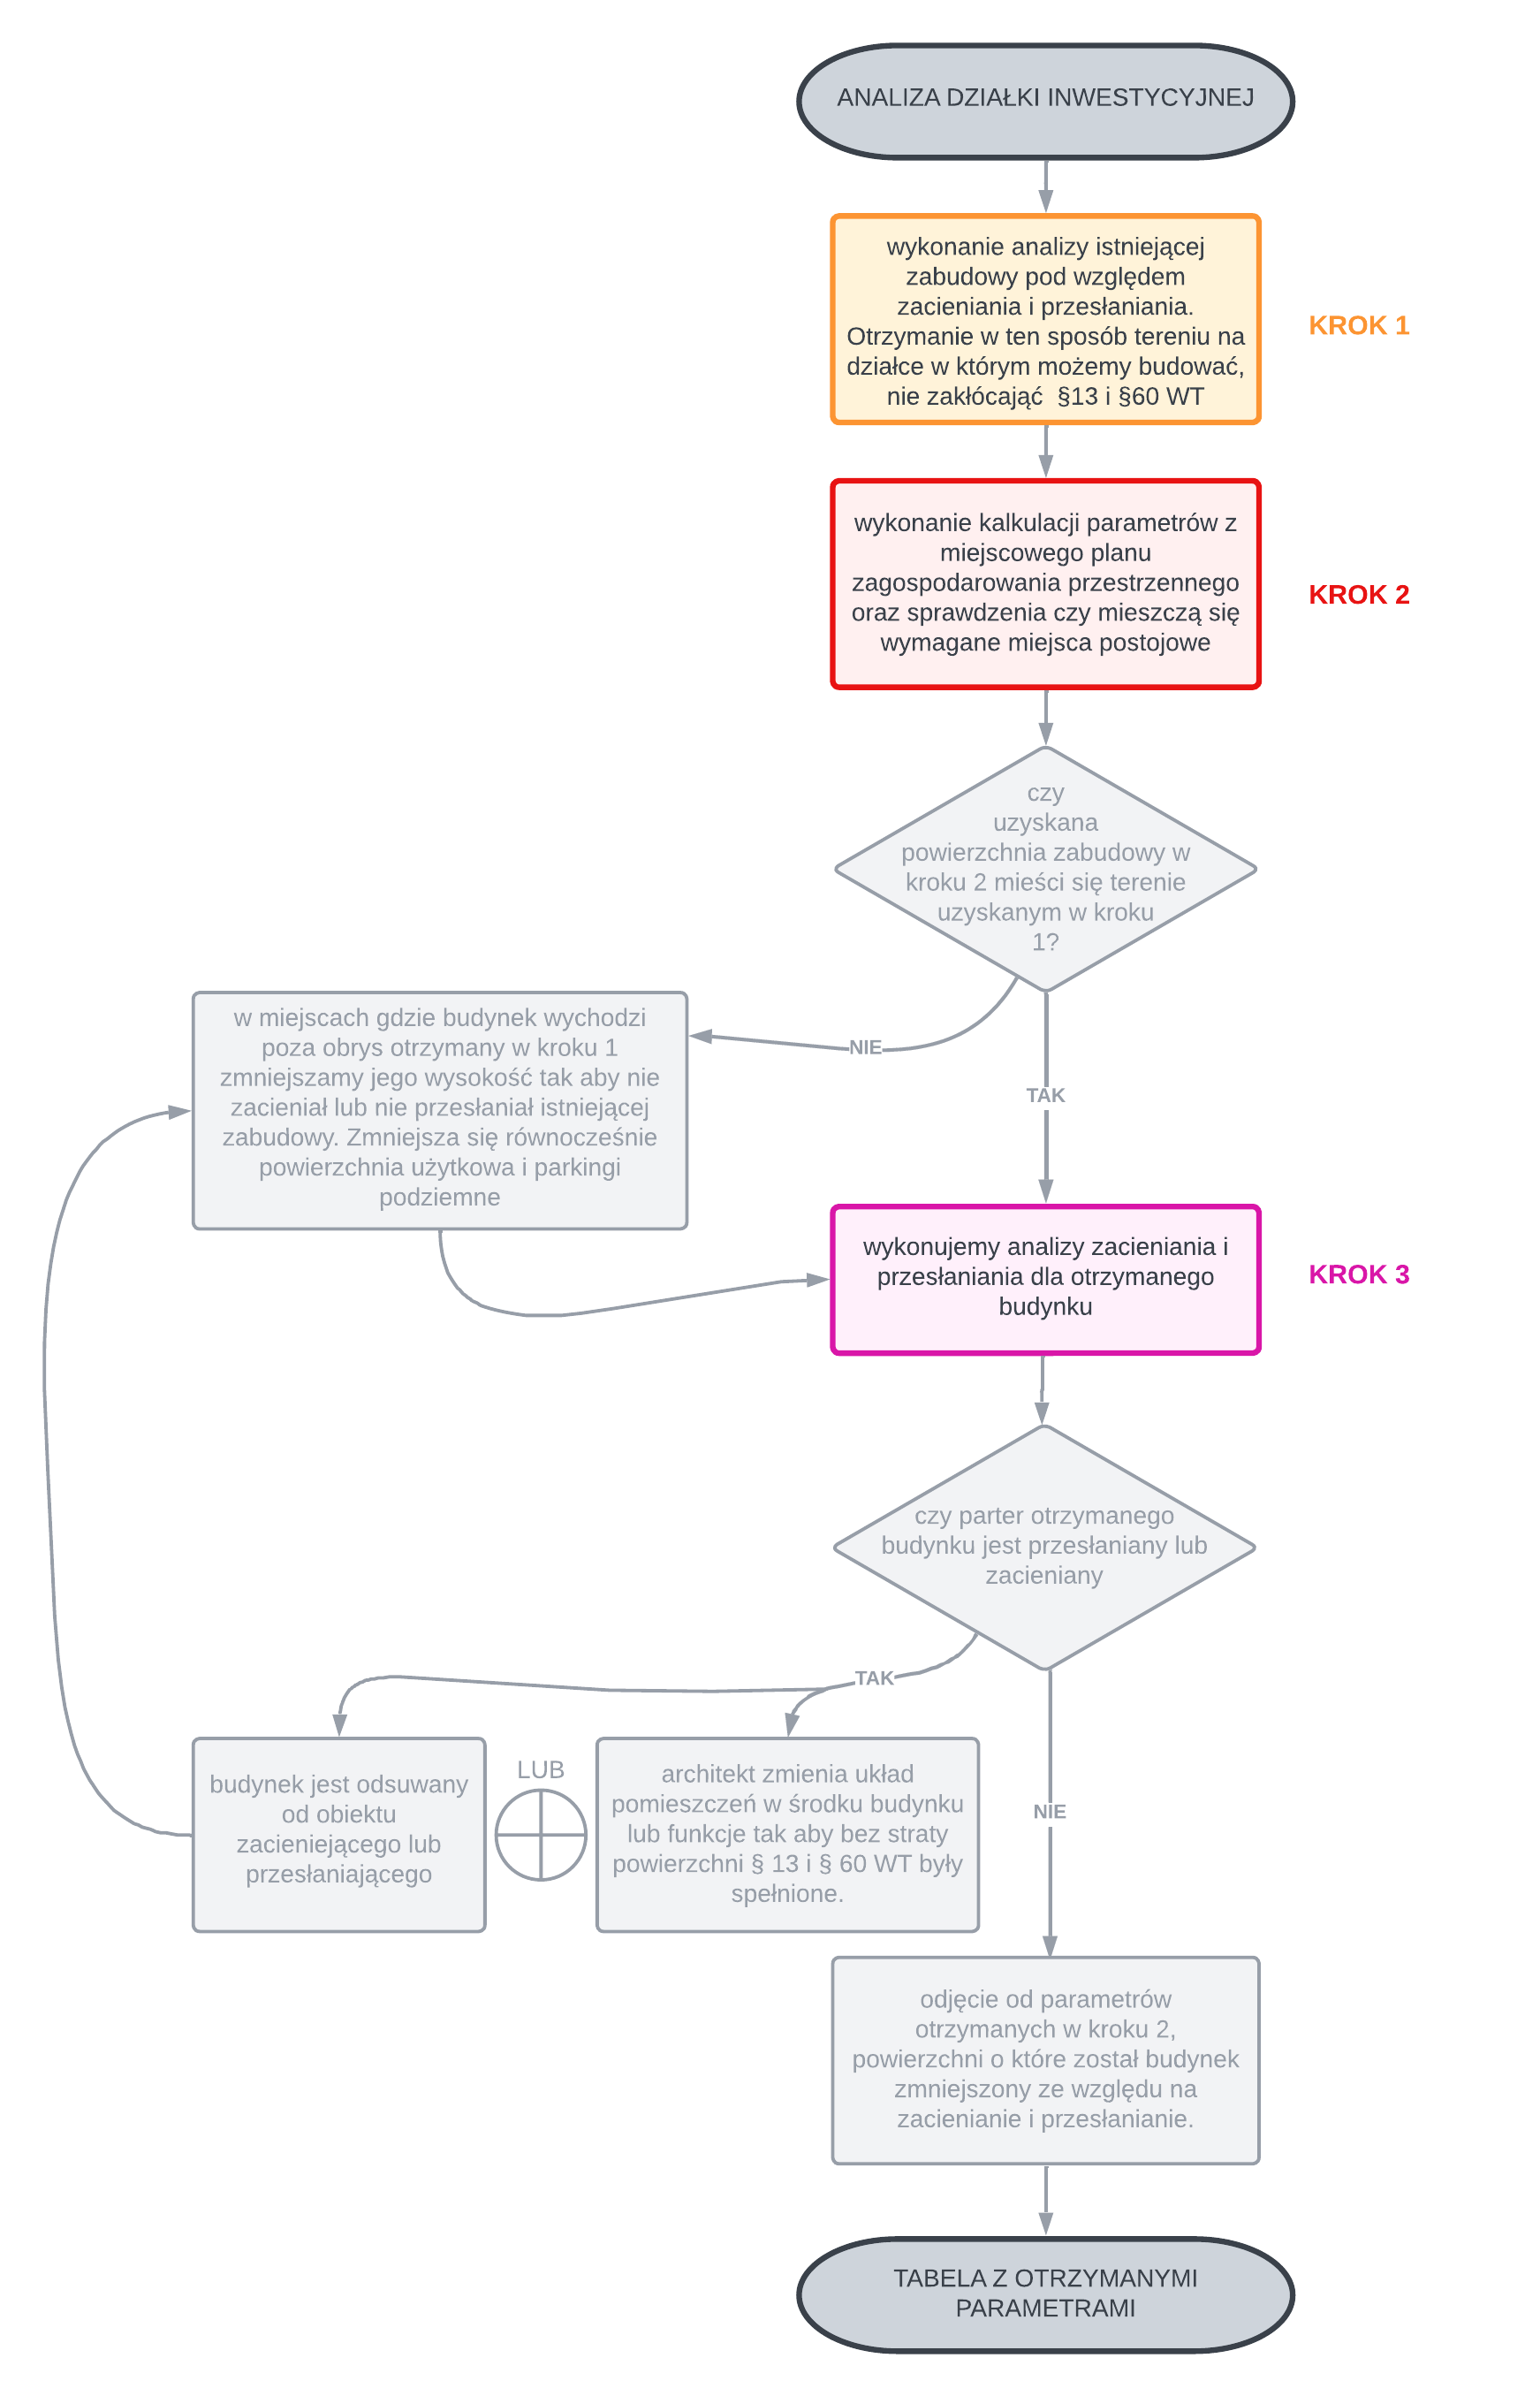 ANALIZA DZIAŁKI INWESTYCYJNEJ
wykonanie analizy istniejącej
zabudowy pod względem
zacieniania i przesłaniania.
Otrzymanie w ten sposób tereniu na
działce w którym możemy budować,
nie zakłócająć  §13 i §60 WT
KROK 1
wykonanie kalkulacji parametrów z
miejscowego planu
zagospodarowania przestrzennego
oraz sprawdzenia czy mieszczą się
wymagane miejsca postojowe
KROK 2
czy
uzyskana
powierzchnia zabudowy w
kroku 2 mieści się terenie
uzyskanym w kroku
1?
NIE
TAK
w miejscach gdzie budynek wychodzi
poza obrys otrzymany w kroku 1
zmniejszamy jego wysokość tak aby nie
zacieniał lub nie przesłaniał istniejącej
zabudowy. Zmniejsza się równocześnie
powierzchnia użytkowa i parkingi
podziemne
wykonujemy analizy zacieniania i
przesłaniania dla otrzymanego
budynku
KROK 3
czy parter otrzymanego
budynku jest przesłaniany lub
zacieniany
TAK
NIE
budynek jest odsuwany
od obiektu
zacieniejącego lub
przesłaniającego
LUB
architekt zmienia układ
pomieszczeń w środku budynku
lub funkcje tak aby bez straty
powierzchni § 13 i § 60 WT były
spełnione.
odjęcie od parametrów
otrzymanych w kroku 2,
powierzchni o które został budynek
zmniejszony ze względu na
zacienianie i przesłanianie.
TABELA Z OTRZYMANYMI
PARAMETRAMI